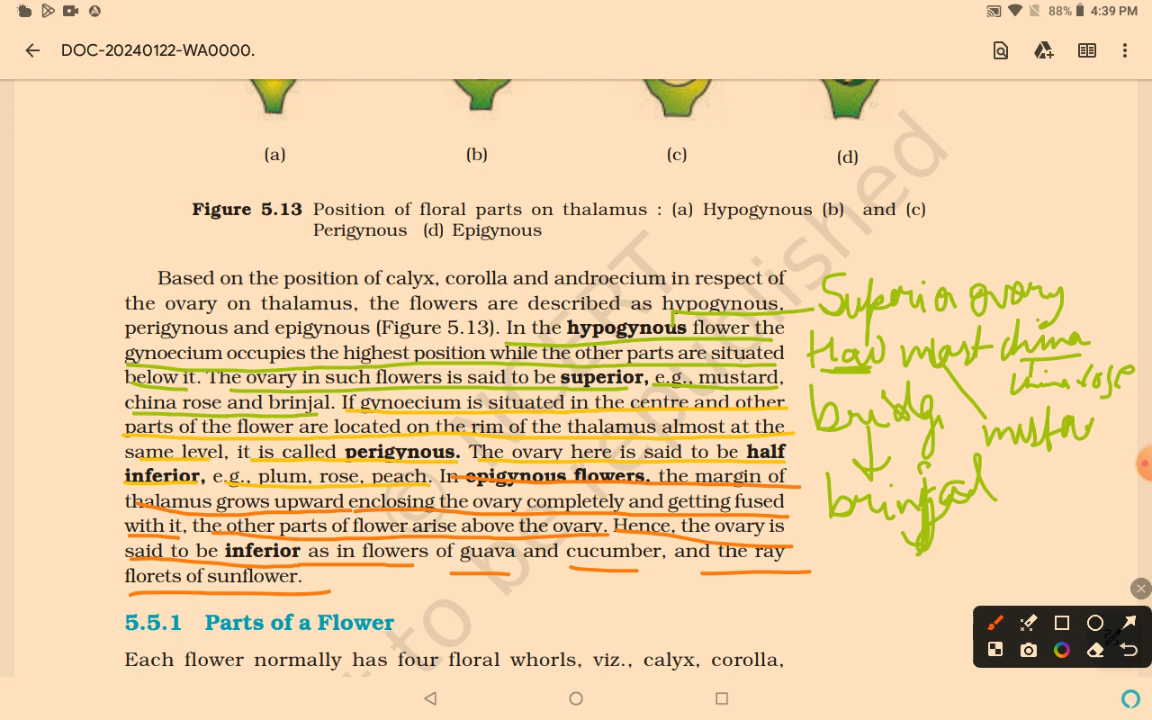 88% 4:39 PM
DOC-20240122-WA0000.
(a) (b) (c) (d)
Figure 5.13 Position of floral parts on thalamus : (a) Hypogynous (b) and (c)
Perigynous (d) Epigynous
Based on the position of calyx, corolla and androecium in respect of
the ovary on thalamus, the flowers are described as hypogynous,
perigynous and epigynous (Figure 5.13). In the hypogynous flower the
gynoecium occupies the highest position while the other parts are situated
below it. The ovary in such flowers is said to be superior, e.g., mustard,
china rose and brinjal. If gynoecium is situated in the centre and other
parts of the flower are located on the rim of the thalamus almost at the
same level, it is called perigynous. The ovary here is said to be half
inferior, e.g., plum, rose, peach. In epigynous flowers, the margin of
thalamus grows upward enclosing the ovary completely and getting fused
with it, the other parts of flower arise above the ovary. Hence, the ovary is
said to be inferior as in flowers of guava and cucumber, and the ray
florets of sunflower.
5.5.1 Parts of a Flower
Each flower normally has four floral whorls, viz., calyx, corolla,
Superior ovary
most china
china rose
© NCERT
to be republished